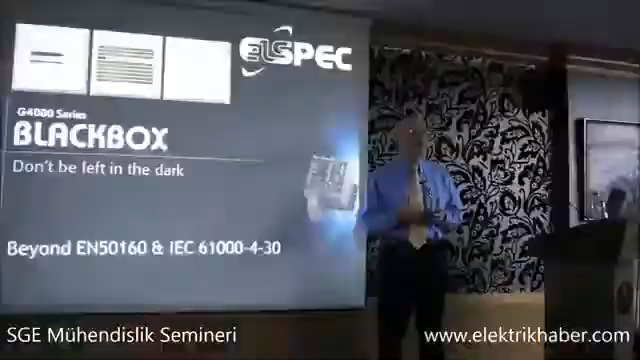 ELSPEC
G4000 Series
BLACKBOX
Don't be left in the dark
Beyond EN50160 & IEC 61000-4-30
SGE Mühendislik Semineri
www.elektrikhaber.com